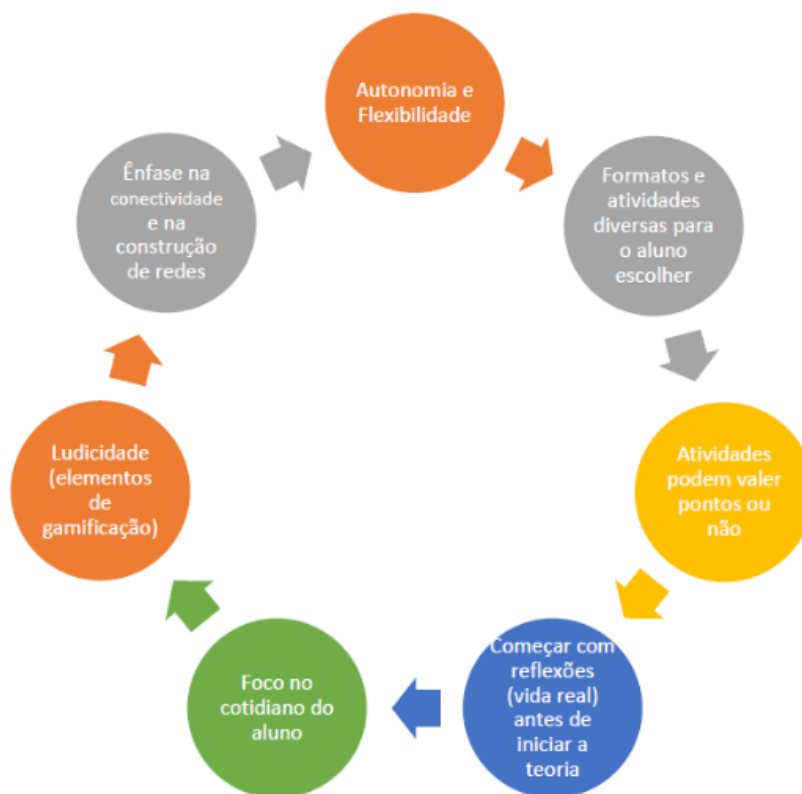 Autonomia e
Flexibilidade
Formatos e
atividades
diversas para
o aluno
escolher
Atividades
podem valer
pontos ou
não
Começar com
reflexões
(vida real)
antes de
iniciar a
teoria
Foco no
cotidiano do
aluno
Ludicidade
(elementos
de
gamificação)
Ênfase na
conectividade
e na
construção
de redes